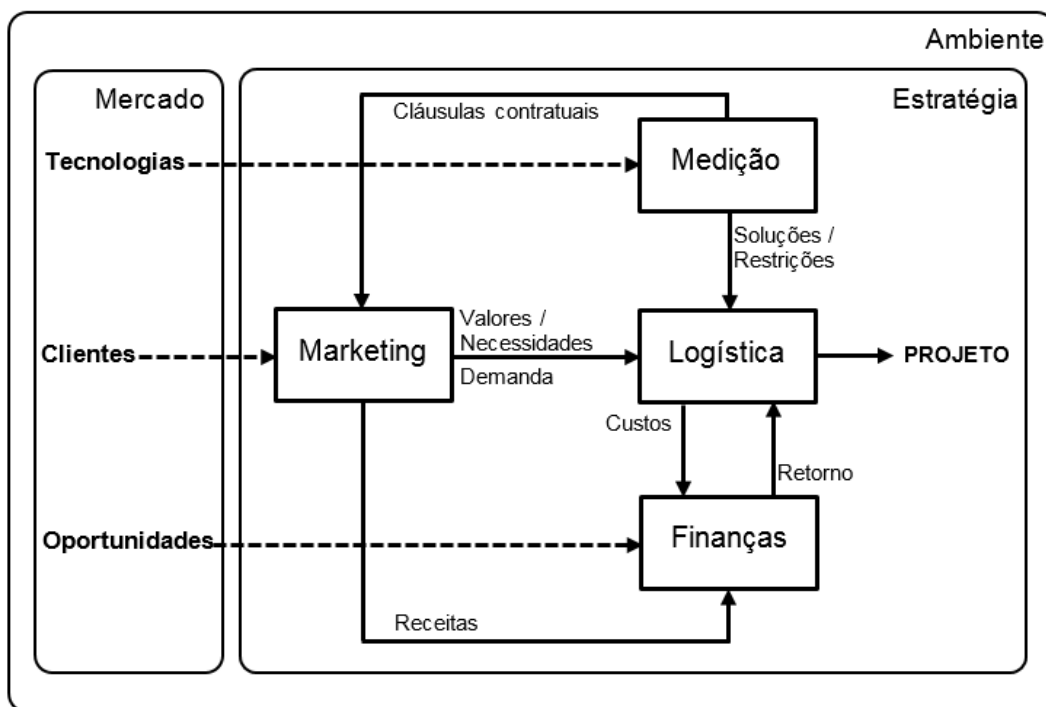 Ambiente
Mercado
Estratégia
Cláusulas contratuais
Tecnologias
Medição
Soluções /
Restrições
Clientes
Marketing
Valores /
Necessidades
Demanda
Logística
PROJETO
Custos
Retorno
Oportunidades
Finanças
Receitas